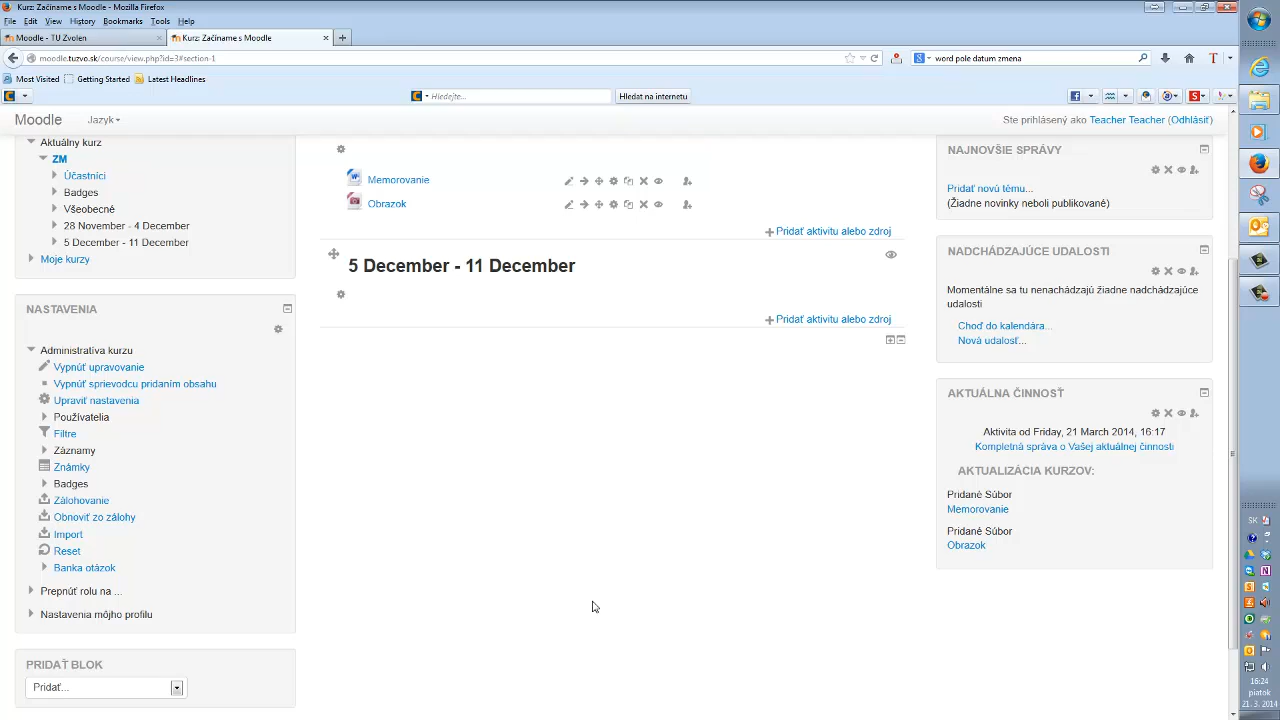 Kurz: Začíname s Moodle - Mozilla Firefox
File Edit View History Bookmarks Tools Help
Moodle - TU Zvolen
Kurz: Začíname s Moodle
moodle.tuzvo.sk/course/view.php?id=3#section-1
word pole datum zmena
Most Visited Getting Started Latest Headlines
Hledejte...
Hledat na internetu
Moodle Jazyk
Ste prihlásený ako Teacher Teacher (Odhlásiť)
Aktuálny kurz
ZM
Účastníci
Badges
Všeobecné
28 November - 4 December
5 December - 11 December
Moje kurzy
NASTAVENIA
Administratíva kurzu
Vypnúť upravovanie
Vypnúť sprievodcu pridaním obsahu
Upraviť nastavenia
Používatelia
Filtre
Záznamy
Známky
Badges
Zálohovanie
Obnoviť zo zálohy
Import
Reset
Banka otázok
Prepnúť rolu na ...
Nastavenia môjho profilu
PRIDAŤ BLOK
Pridať...
Memorovanie
Obrazok
Pridať aktivitu alebo zdroj
5 December - 11 December
Pridať aktivitu alebo zdroj
NAJNOVŠIE SPRÁVY
Pridať novú tému...
(Žiadne novinky neboli publikované)
NADCHÁDZAJÚCE UDALOSTI
Momentálne sa tu nenachádzajú žiadne nadchádzajúce
udalosti
Choď do kalendára...
Nová udalosť...
AKTUÁLNA ČINNOSŤ
Aktivita od Friday, 21 March 2014, 16:17
Kompletná správa o Vašej aktuálnej činnosti
AKTUALIZÁCIA KURZOV:
Pridané Súbor
Memorovanie
Pridané Súbor
Obrazok
SK
16:24
piatok
21. 3. 2014